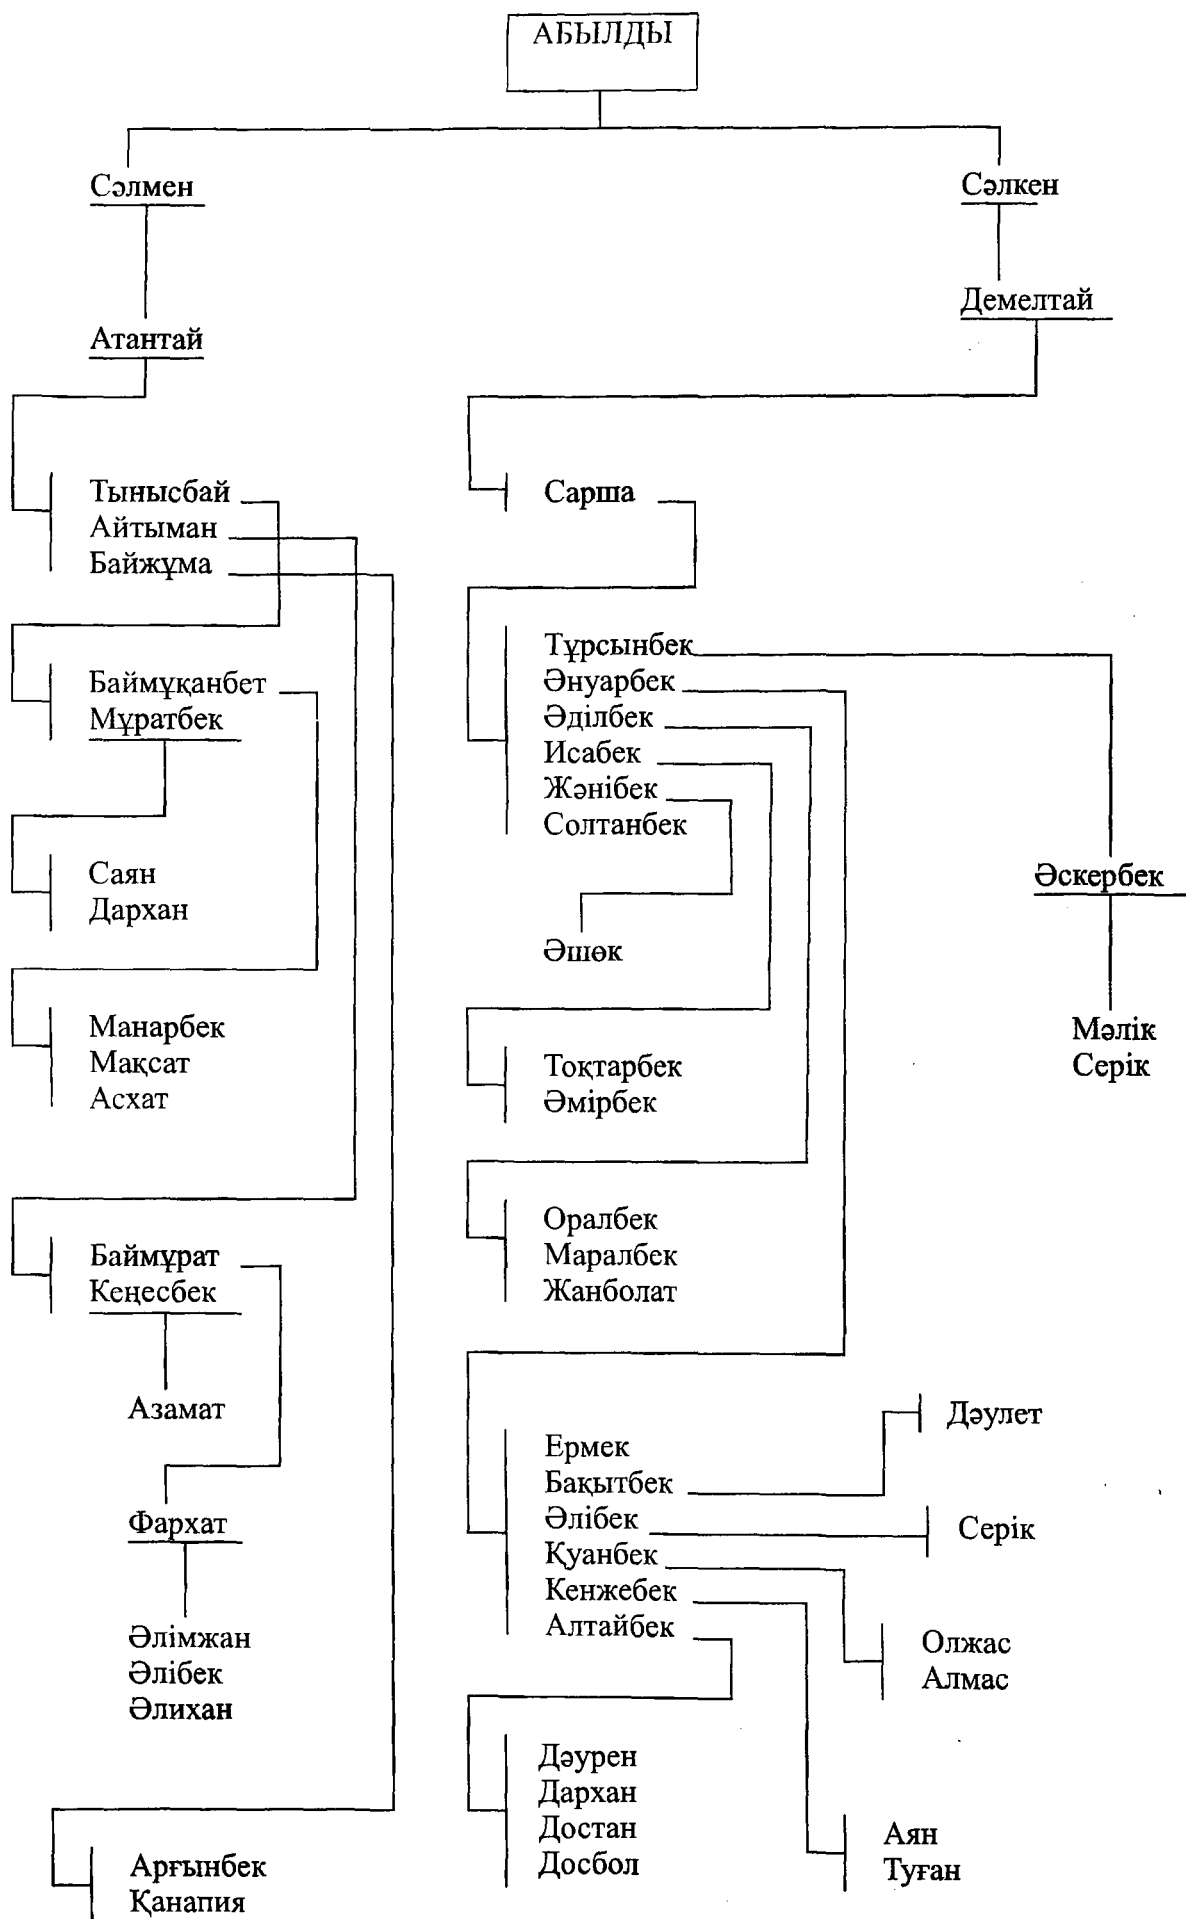 АБЫЛДЫ
Сәлмен
Сәлкен
Атантай
Демелтай
Тынысбай
Айтыман
Байжұма
Баймұқанбет
Мұратбек
Саян
Дархан
Манарбек
Мақсат
Асхат
Баймұрат
Кеңесбек
Азамат
Фархат
Әлімжан
Әлібек
Әлихан
Арғынбек
Қанапия
Сарша
Тұрсынбек
Әнуарбек
Әділбек
Исабек
Жәнібек
Солтанбек
Әшөк
Тоқтарбек
Әмірбек
Оралбек
Маралбек
Жанболат
Ермек
Бақытбек
Әлібек
Қуанбек
Кенжебек
Алтайбек
Дәурен
Дархан
Достан
Досбол
Әскербек
Мәлік
Серік
Дәулет
Серік
Олжас
Алмас
Аян
Туған